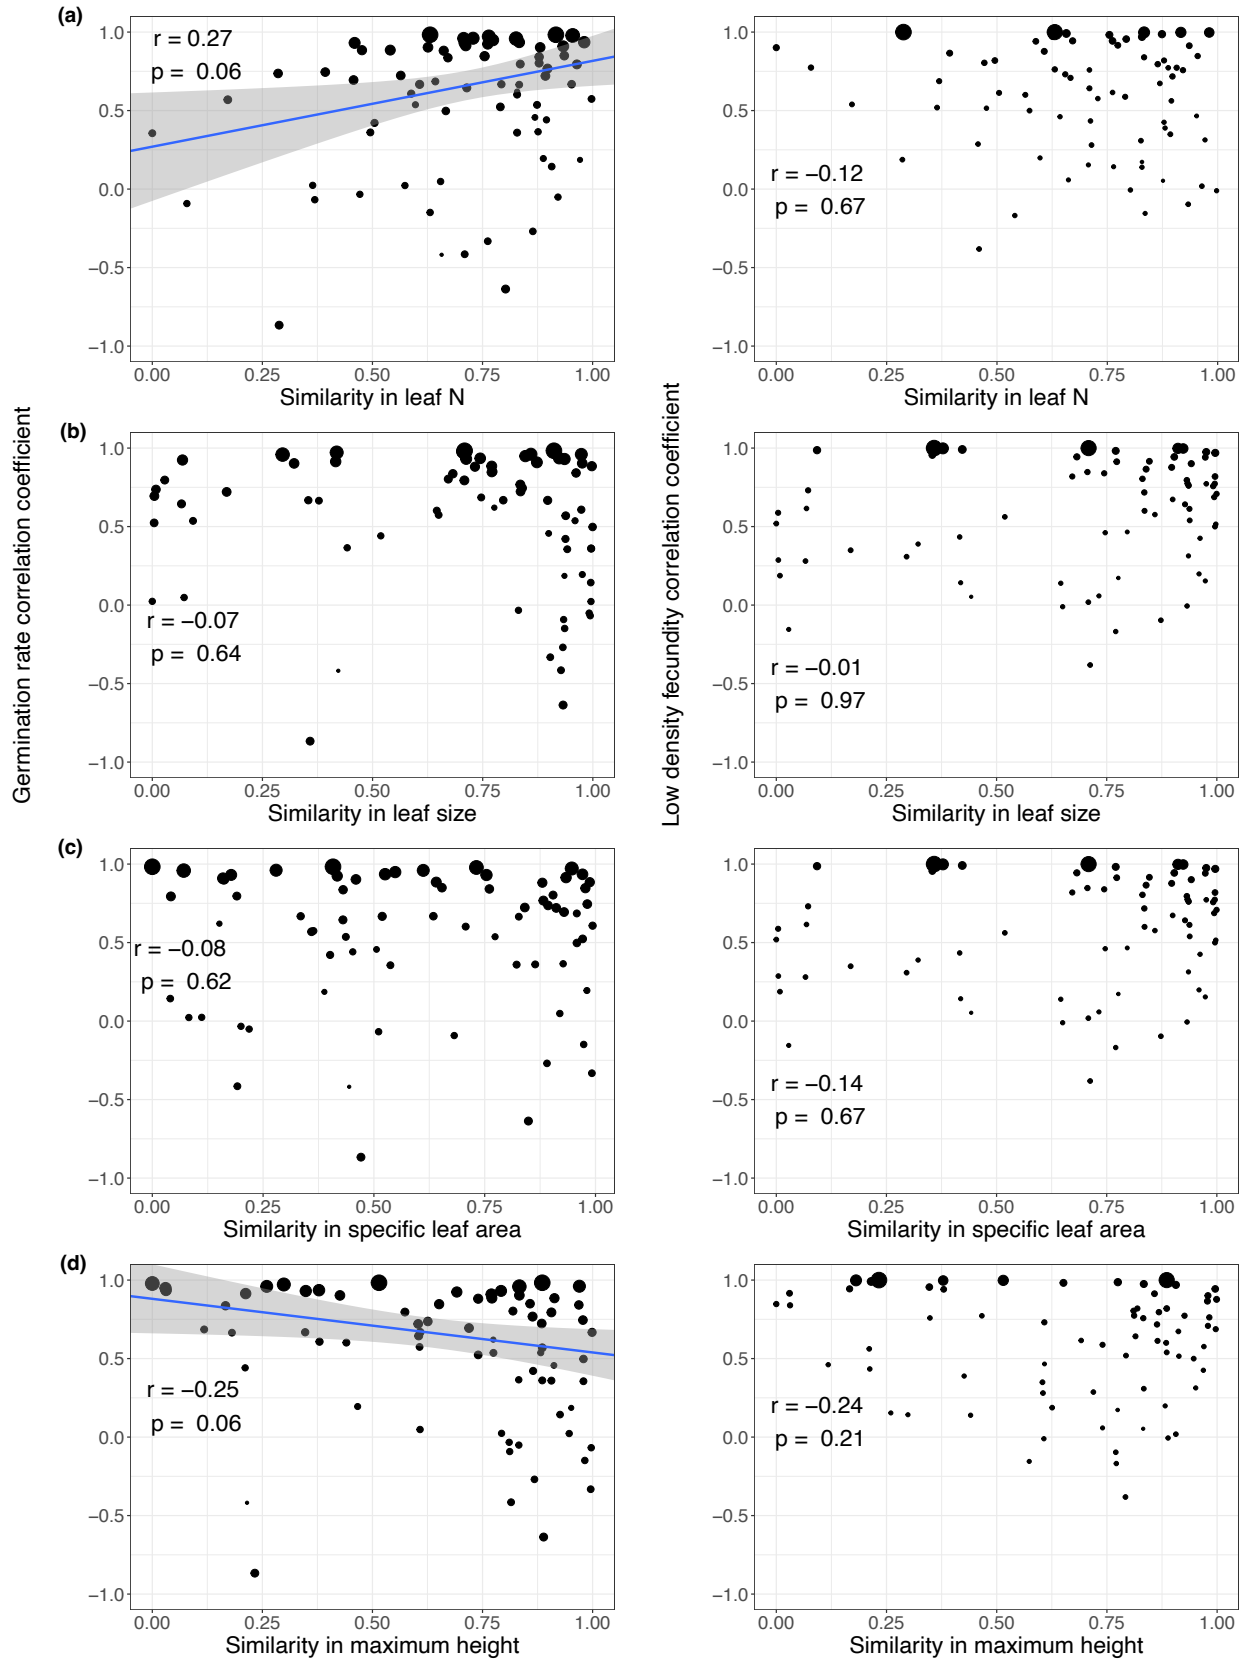 (a)
1.0
0.5
0.0
−0.5
−1.0
r = 0.27
p = 0.06
0.00 0.25 0.50 0.75 1.00
Similarity in leaf N
1.0
0.5
0.0
−0.5
−1.0
r = −0.12
p = 0.67
0.00 0.25 0.50 0.75 1.00
Similarity in leaf N
Germination rate correlation coefficient
Low density fecundity correlation coefficient
(b)
1.0
0.5
0.0
−0.5
−1.0
r = −0.07
p = 0.64
0.00 0.25 0.50 0.75 1.00
Similarity in leaf size
1.0
0.5
0.0
−0.5
−1.0
r = −0.01
p = 0.97
0.00 0.25 0.50 0.75 1.00
Similarity in leaf size
(c)
1.0
0.5
0.0
−0.5
−1.0
r = −0.08
p = 0.62
0.00 0.25 0.50 0.75 1.00
Similarity in specific leaf area
1.0
0.5
0.0
−0.5
−1.0
r = −0.14
p = 0.67
0.00 0.25 0.50 0.75 1.00
Similarity in specific leaf area
(d)
1.0
0.5
0.0
−0.5
−1.0
r = −0.25
p = 0.06
0.00 0.25 0.50 0.75 1.00
Similarity in maximum height
1.0
0.5
0.0
−0.5
−1.0
r = −0.24
p = 0.21
0.00 0.25 0.50 0.75 1.00
Similarity in maximum height